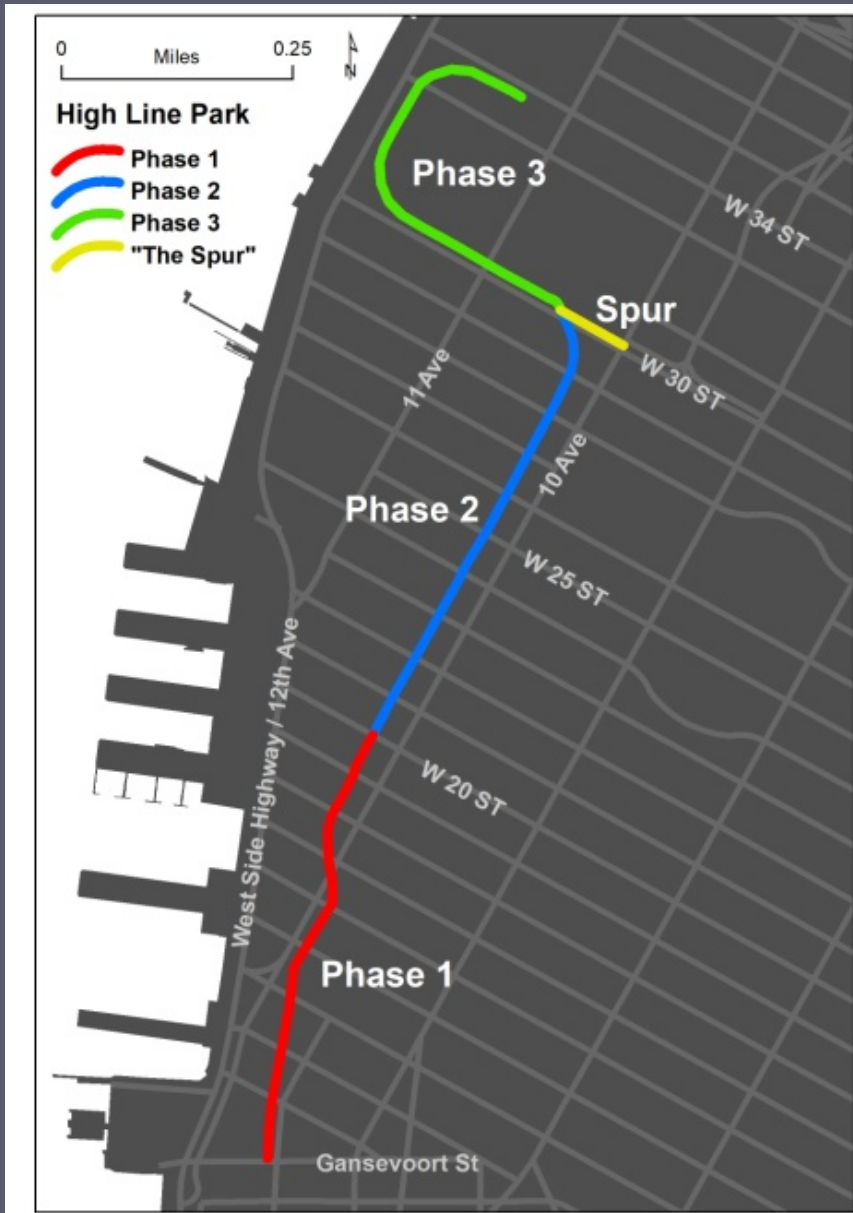 0 Miles 0.25
N
High Line Park
Phase 1
Phase 2
Phase 3
"The Spur"
Phase 3
W 34 ST
Spur
W 30 ST
11 Ave
10 Ave
Phase 2
W 25 ST
West Side Highway / 12th Ave
W 20 ST
Phase 1
Gansevoort St